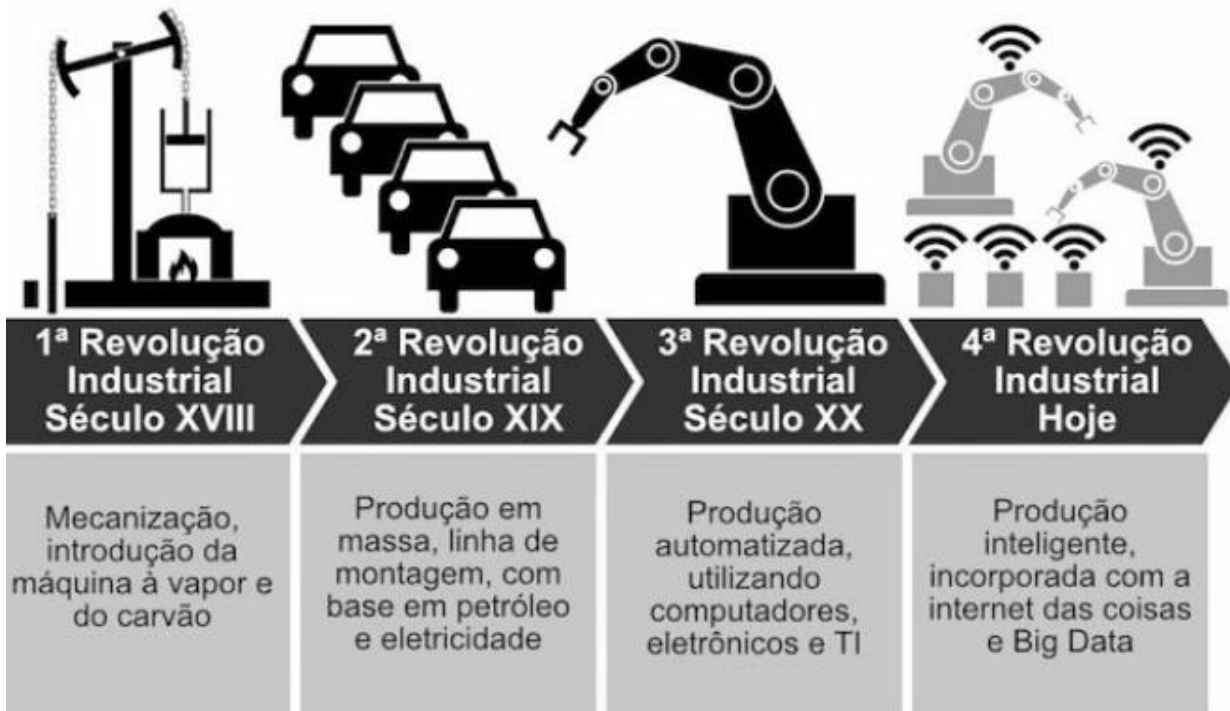 1ª Revolução
Industrial
Século XVIII
2ª Revolução
Industrial
Século XIX
3ª Revolução
Industrial
Século XX
4ª Revolução
Industrial
Hoje
Mecanização,
introdução da
máquina à vapor e
do carvão
Produção em
massa, linha de
montagem, com
base em petróleo
e eletricidade
Produção
automatizada,
utilizando
computadores,
eletrônicos e TI
Produção
inteligente,
incorporada com a
internet das coisas
e Big Data